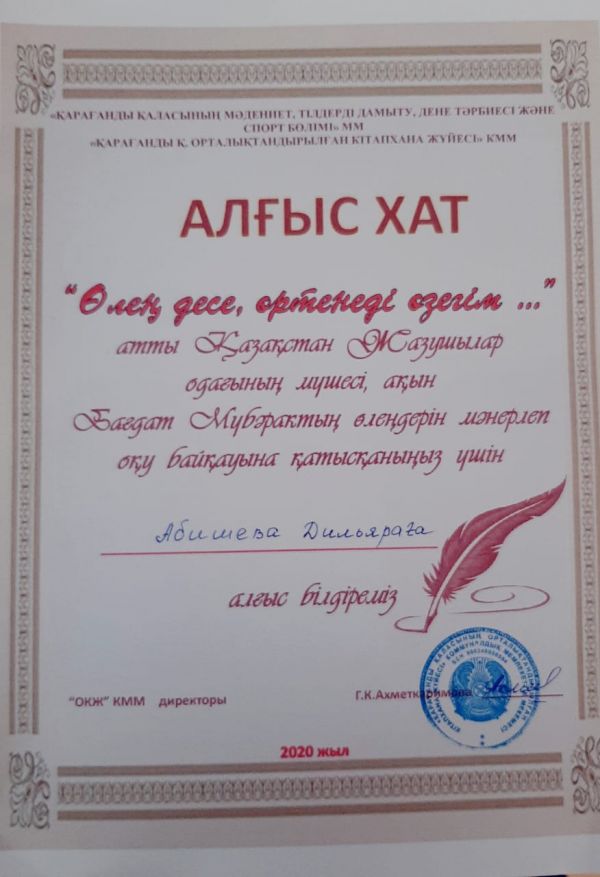 «ҚАРАҒАНДЫ ҚАЛАСЫНЫҢ МӘДЕНИЕТ, ТІЛДЕРДІ ДАМЫТУ, ДЕНЕ ТӘРБИЕСІ ЖӘНЕ
СПОРТ БӨЛІМІ» ММ
«ҚАРАҒАНДЫ Қ. ОРТАЛЫҚТАНДЫРЫЛҒАН КІТАПХАНА ЖҮЙЕСІ» КММ
АЛҒЫС ХАТ
“Өлең десе, өртенеді өзегім ...”
атты Қазақстан Жазушылар
одағының мүшесі, ақын
Бағдат Мүбәрактың өлеңдерін мәнерлеп
оқу байқауына қатысқаныңыз үшін
Абишева Дильяраға
алғыс білдіреміз
"ОКЖ" КММ директоры Г.К.Ахметкаримова
2020 жыл